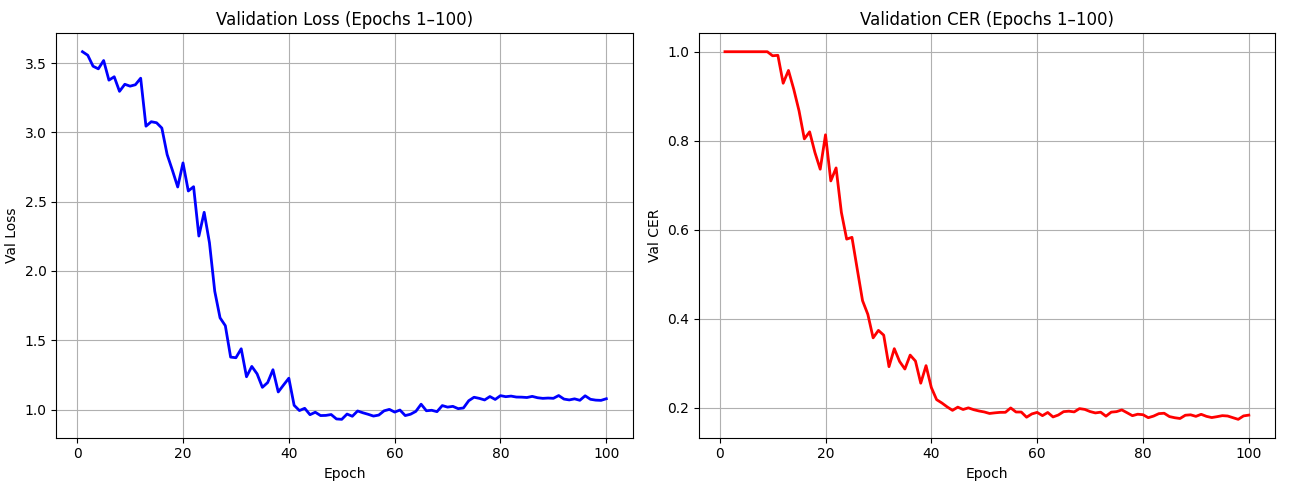 Validation Loss (Epochs 1–100)
Val Loss
3.5
3.0
2.5
2.0
1.5
1.0
0 20 40 60 80 100
Epoch
Validation CER (Epochs 1–100)
Val CER
1.0
0.8
0.6
0.4
0.2
0 20 40 60 80 100
Epoch